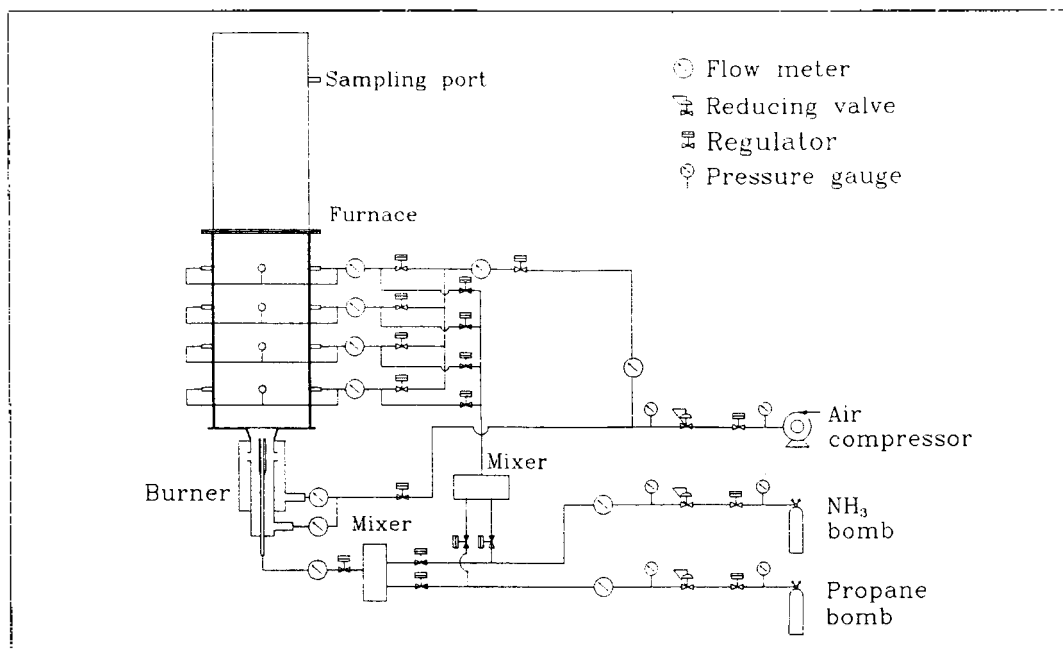 Sampling port
Flow meter
Reducing valve
Regulator
Pressure gauge
Furnace
Air
compressor
Mixer
Burner
Mixer
NH₃
bomb
Propane
bomb